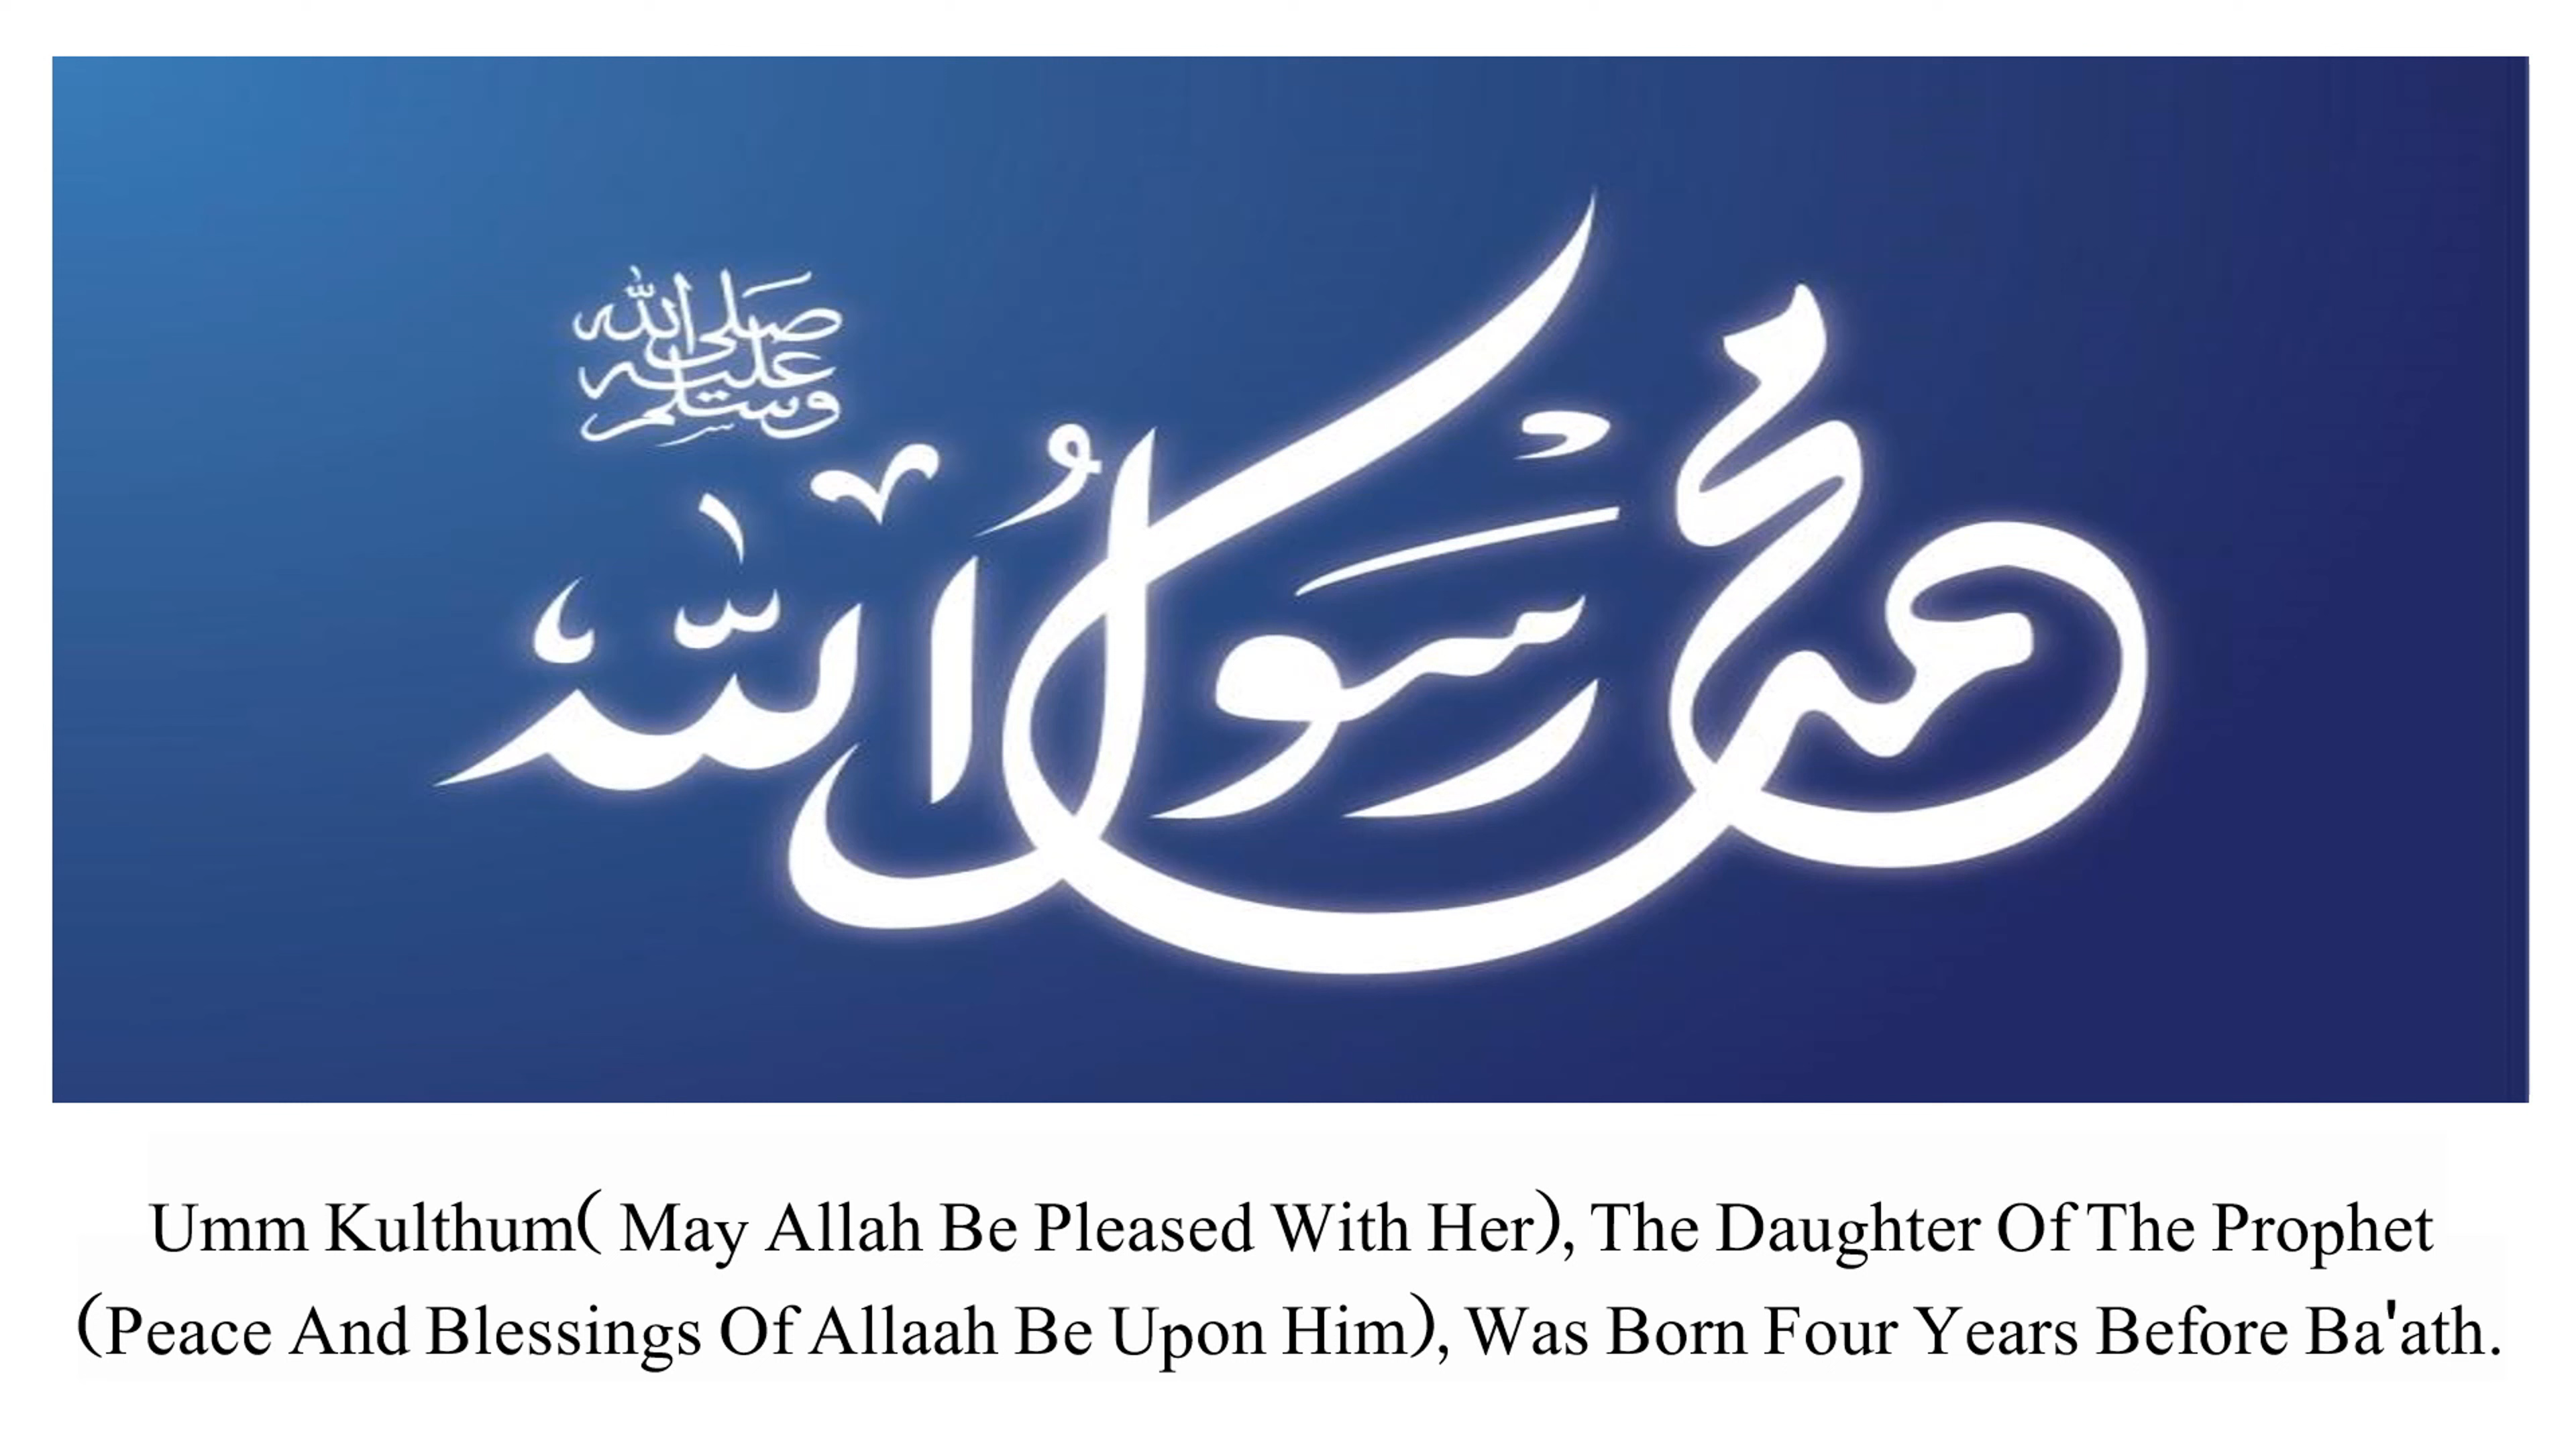 صلى الله
عليه
وسلم
محمد رسول الله
Umm Kulthum( May Allah Be Pleased With Her), The Daughter Of The Prophet
(Peace And Blessings Of Allaah Be Upon Him), Was Born Four Years Before Ba'ath.